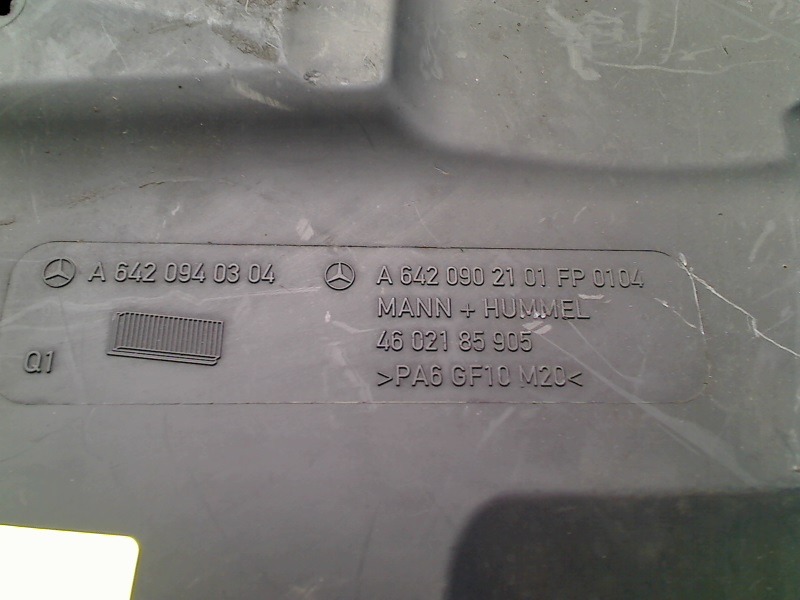 A 642 094 03 04
A 642 090 21 01 FP 0104
MANN + HUMMEL
46 021 85 905
Q1
>PA6 GF10 M20<